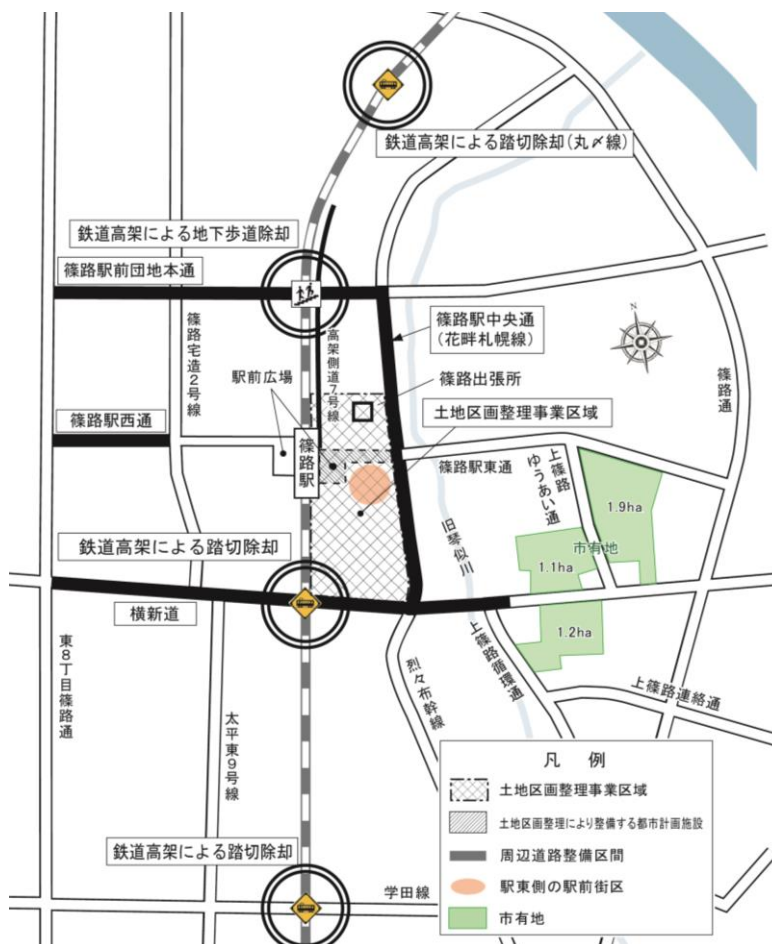 鉄道高架による踏切除却(丸〆線)
鉄道高架による地下歩道除却
篠路駅前団地本通
N
篠路駅中央通
(花畔札幌線)
篠路宅造2号線
高架側道7号線
篠路通
駅前広場
篠路出張所
土地区画整理事業区域
篠路駅西通
篠路駅
篠路駅東通
上篠路
ゆうあい通
1.9ha
旧琴似川
市有地
鉄道高架による踏切除却
1.1ha
横新道
1.2ha
東8丁目篠路通
上篠路循環通
烈々布幹線
上篠路連絡通
太平東9号線
凡 例
土地区画整理事業区域
土地区画整理により整備する都市計画施設
周辺道路整備区間
駅東側の駅前街区
市有地
鉄道高架による踏切除却
学田線